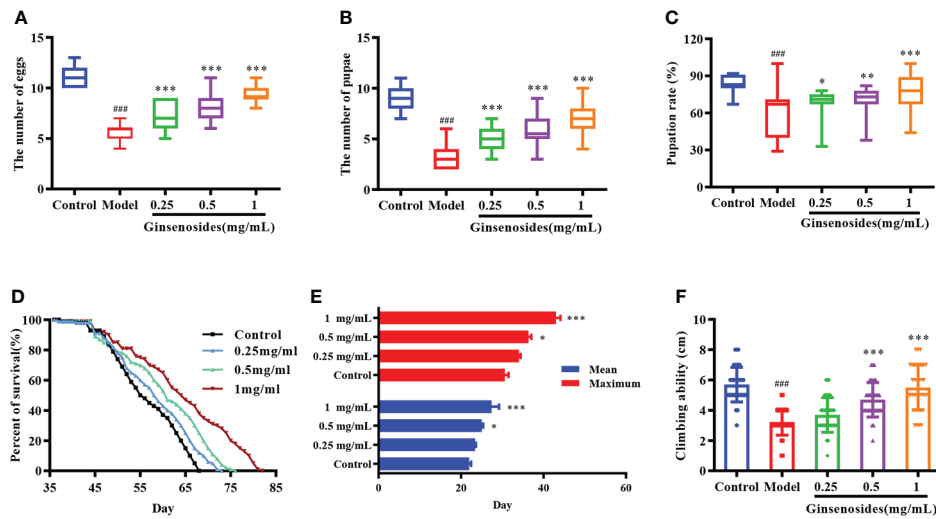 A
The number of eggs
15
10
5
0
###
***
***
***
Control Model 0.25 0.5 1
Ginsenosides(mg/mL)
B
The number of pupae
15
10
5
0
###
***
***
***
Control Model 0.25 0.5 1
Ginsenosides(mg/mL)
C
Pupation rate (%)
120
90
60
30
0
###
*
**
***
Control Model 0.25 0.5 1
Ginsenosides(mg/mL)
D
Percent of survival(%)
100
80
60
40
20
0
Control
0.25mg/ml
0.5mg/ml
1mg/ml
35 45 55 65 75 85
Day
E
1 mg/mL ***
0.5 mg/mL *
0.25 mg/mL
Control
1 mg/mL ***
0.5 mg/mL *
0.25 mg/mL
Control
Mean
Maximum
0 20 40 60
Day
F
Climbing ability (cm)
10
8
6
4
2
0
###
***
***
Control Model 0.25 0.5 1
Ginsenosides(mg/mL)